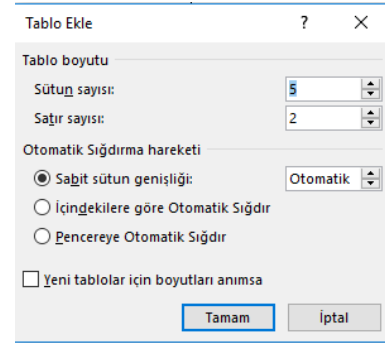 Tablo Ekle ?
Tablo boyutu
Sütun sayısı: 5
Satır sayısı: 2
Otomatik Sığdırma hareketi
Sabit sütun genişliği: Otomatik
İçindekilere göre Otomatik Sığdır
Pencereye Otomatik Sığdır
Yeni tablolar için boyutları anımsa
Tamam İptal